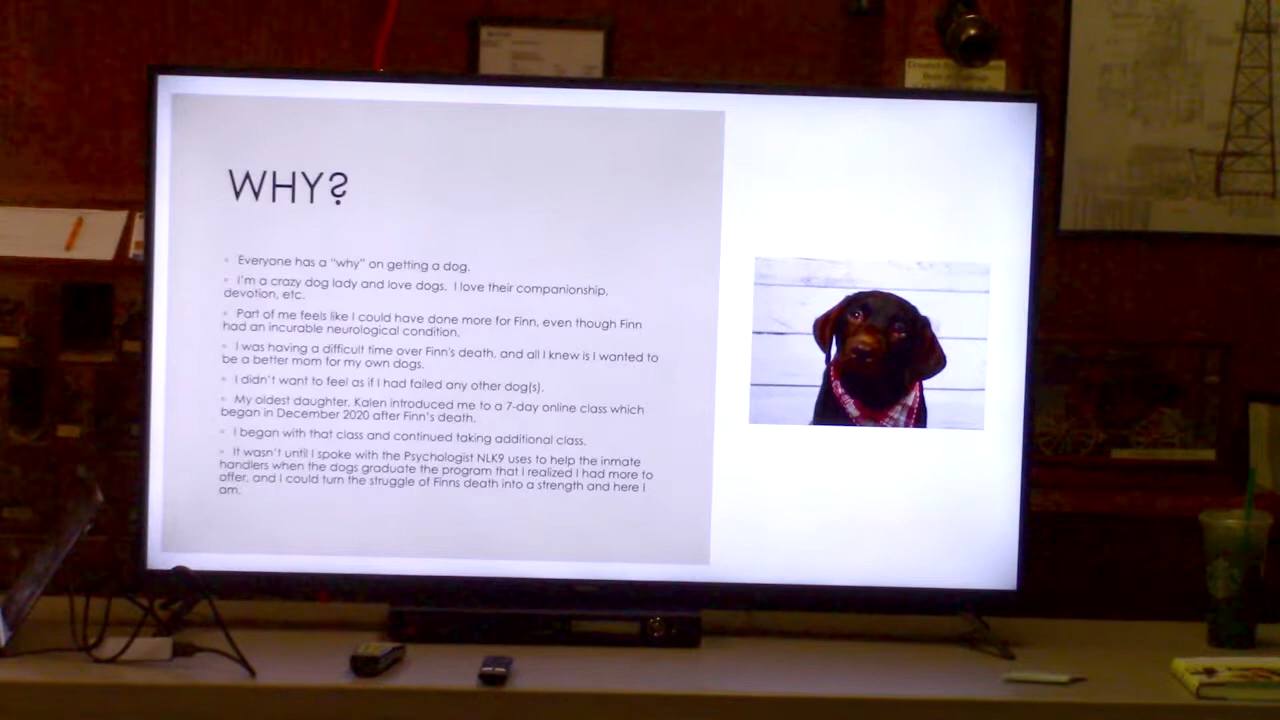 WHY?
Everyone has a "why" on getting a dog.
I'm a crazy dog lady and love dogs. I love their companionship,
devotion, etc.
Part of me feels like I could have done more for Finn, even though Finn
had an incurable neurological condition.
I was having a difficult time over Finn's death, and all I knew is I wanted to
be a better mom for my own dogs.
I didn't want to feel as if I had failed any other dog(s).
My oldest daughter, Kalen introduced me to a 7-day online class which
began in December 2020 after Finn's death.
I began with that class and continued taking additional class.
It wasn't until I spoke with the Psychologist NLK9 uses to help the inmate
handlers when the dogs graduate the program that I realized I had more to
offer, and I could turn the struggle of Finns death into a strength and here I
am.